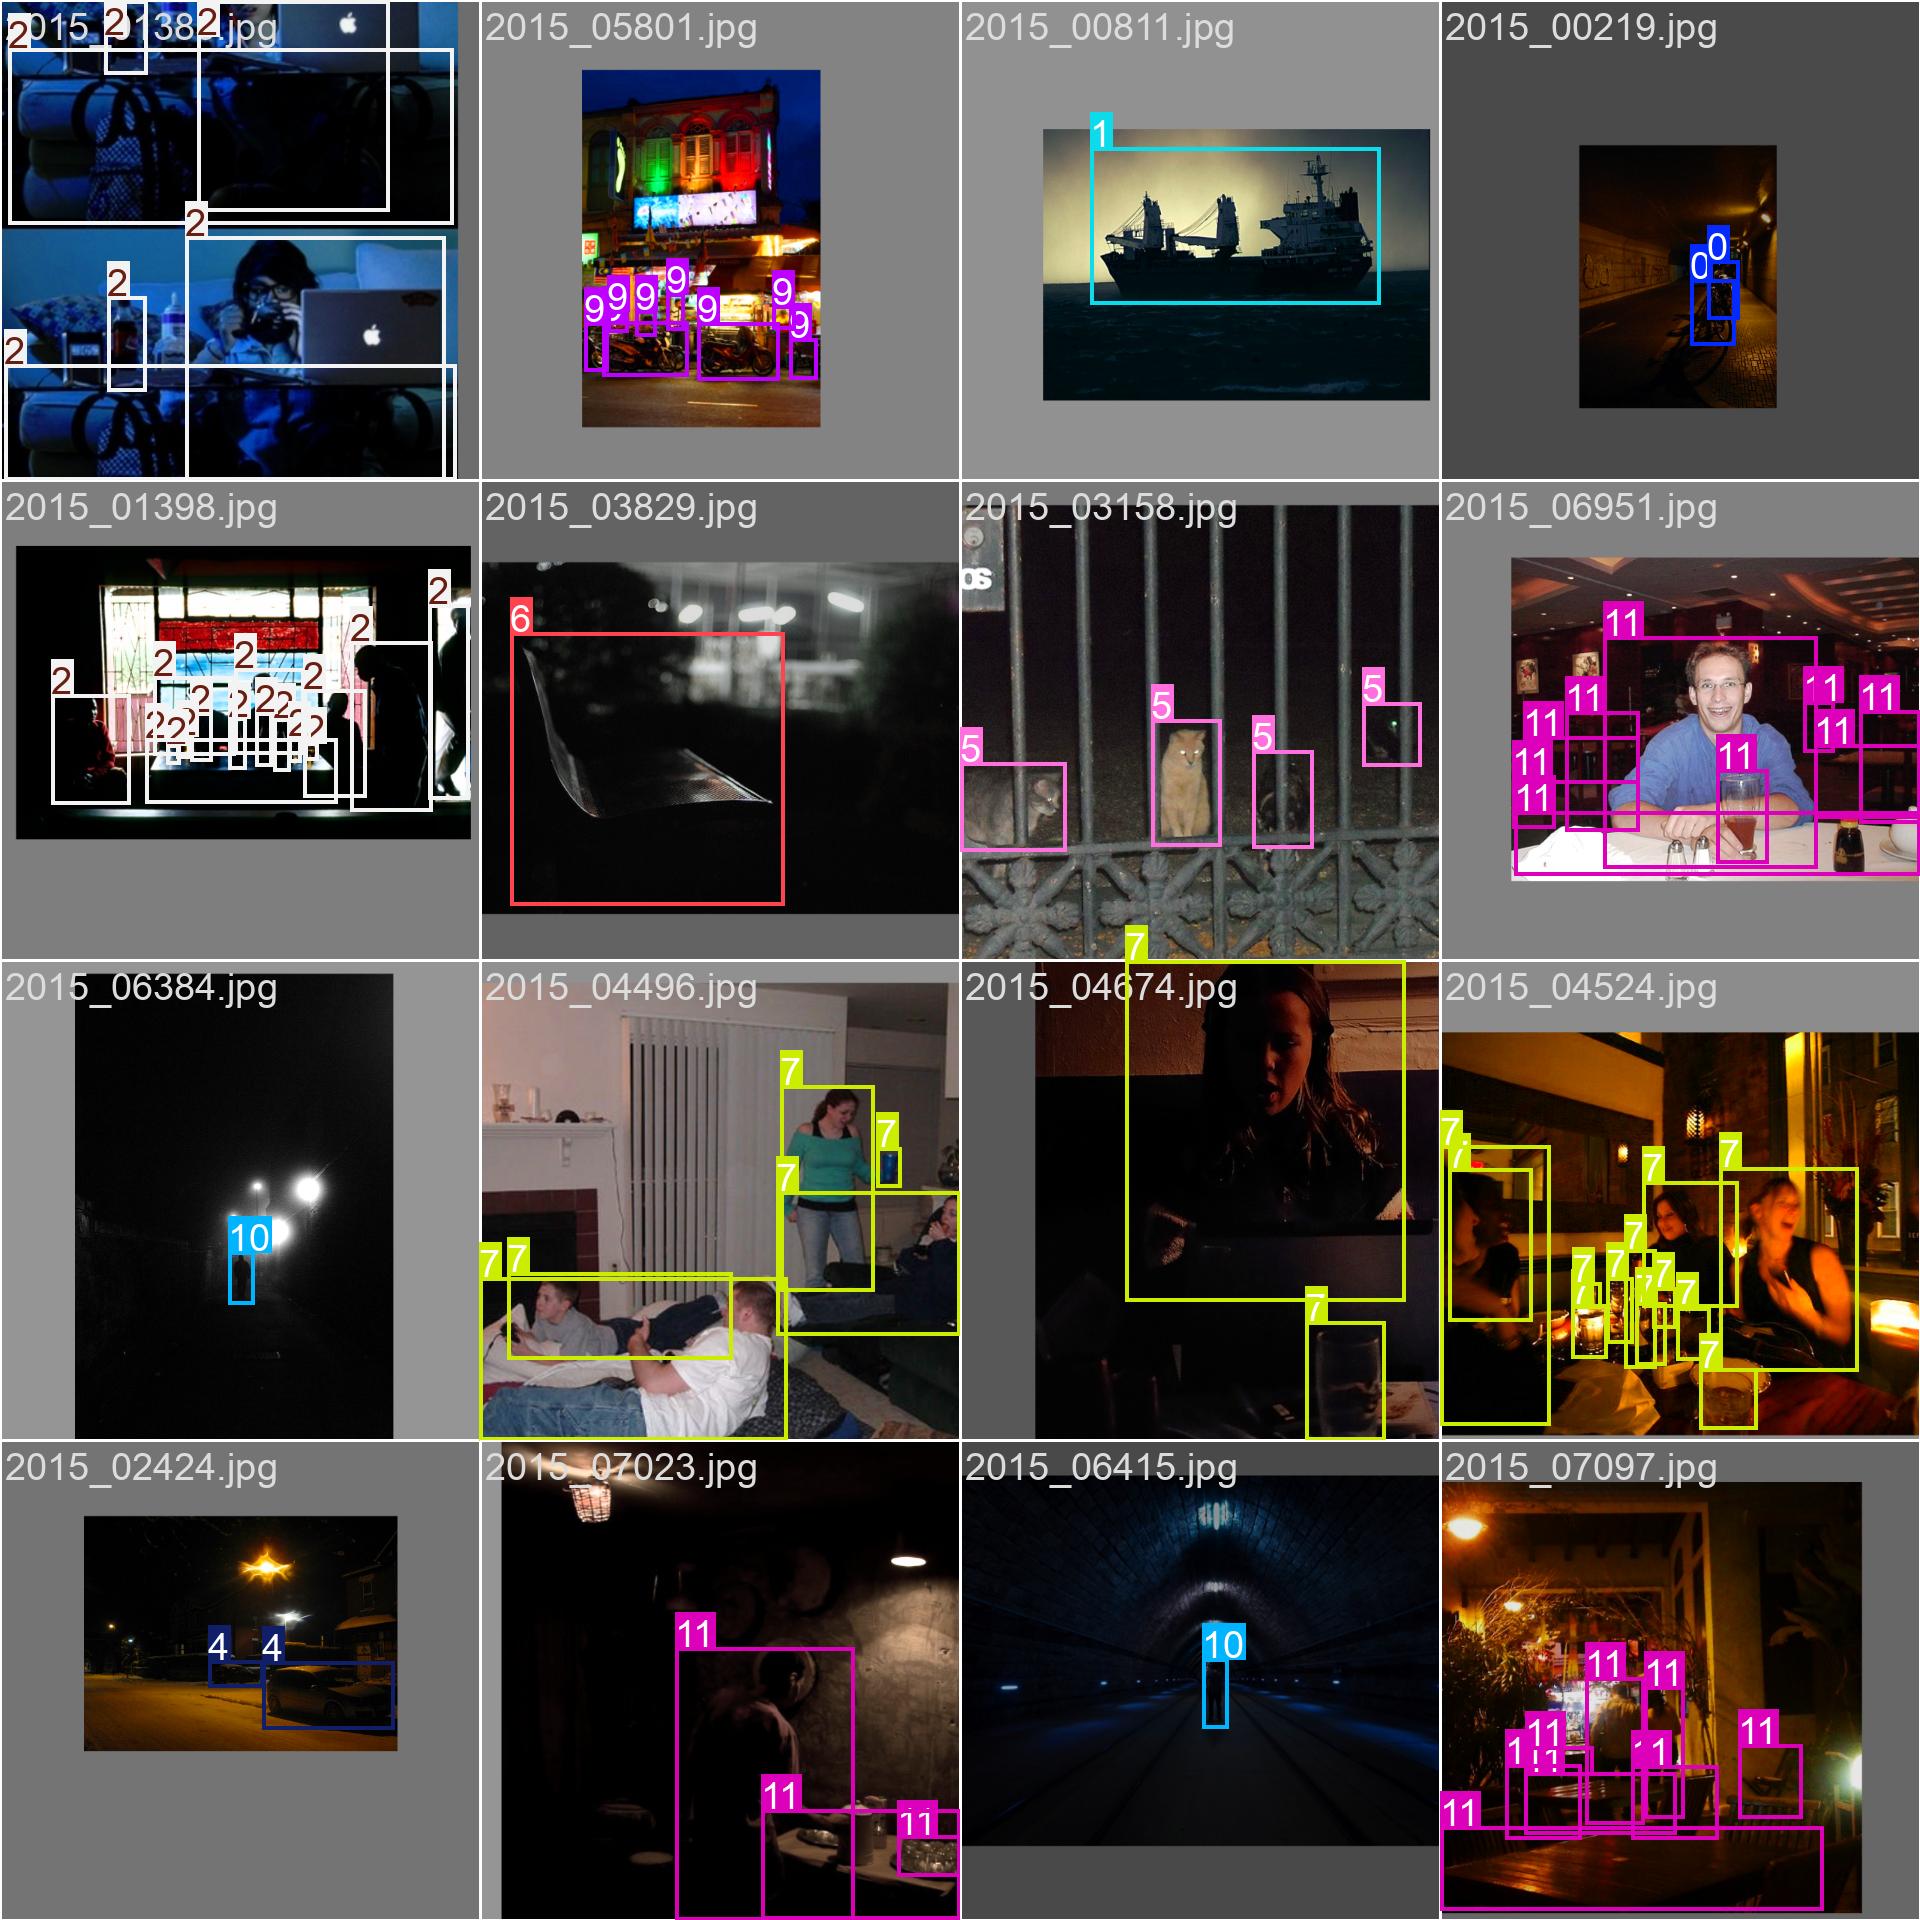 2015_01382.jpg
2015_05801.jpg
2015_00811.jpg
2015_00219.jpg
2 2 2
2
2
2
1
9 9 9 9 9 9 9
0 0
2015_01398.jpg
2015_03829.jpg
2015_03158.jpg
2015_06951.jpg
2 2 2 2 2 2 2 2 2 2 2 2 2 2
6
5 5 5 5
os
11 11 11 11 11 11 11 11 11
2015_06384.jpg
2015_04496.jpg
2015_04674.jpg
2015_04524.jpg
10
7 7 7 7 7
7 7
7 7 7 7 7 7 7 7 7 7 7 7
2015_02424.jpg
2015_07023.jpg
2015_06415.jpg
2015_07097.jpg
4 4
11 11 11
10
11 11 11 11 11 11 11